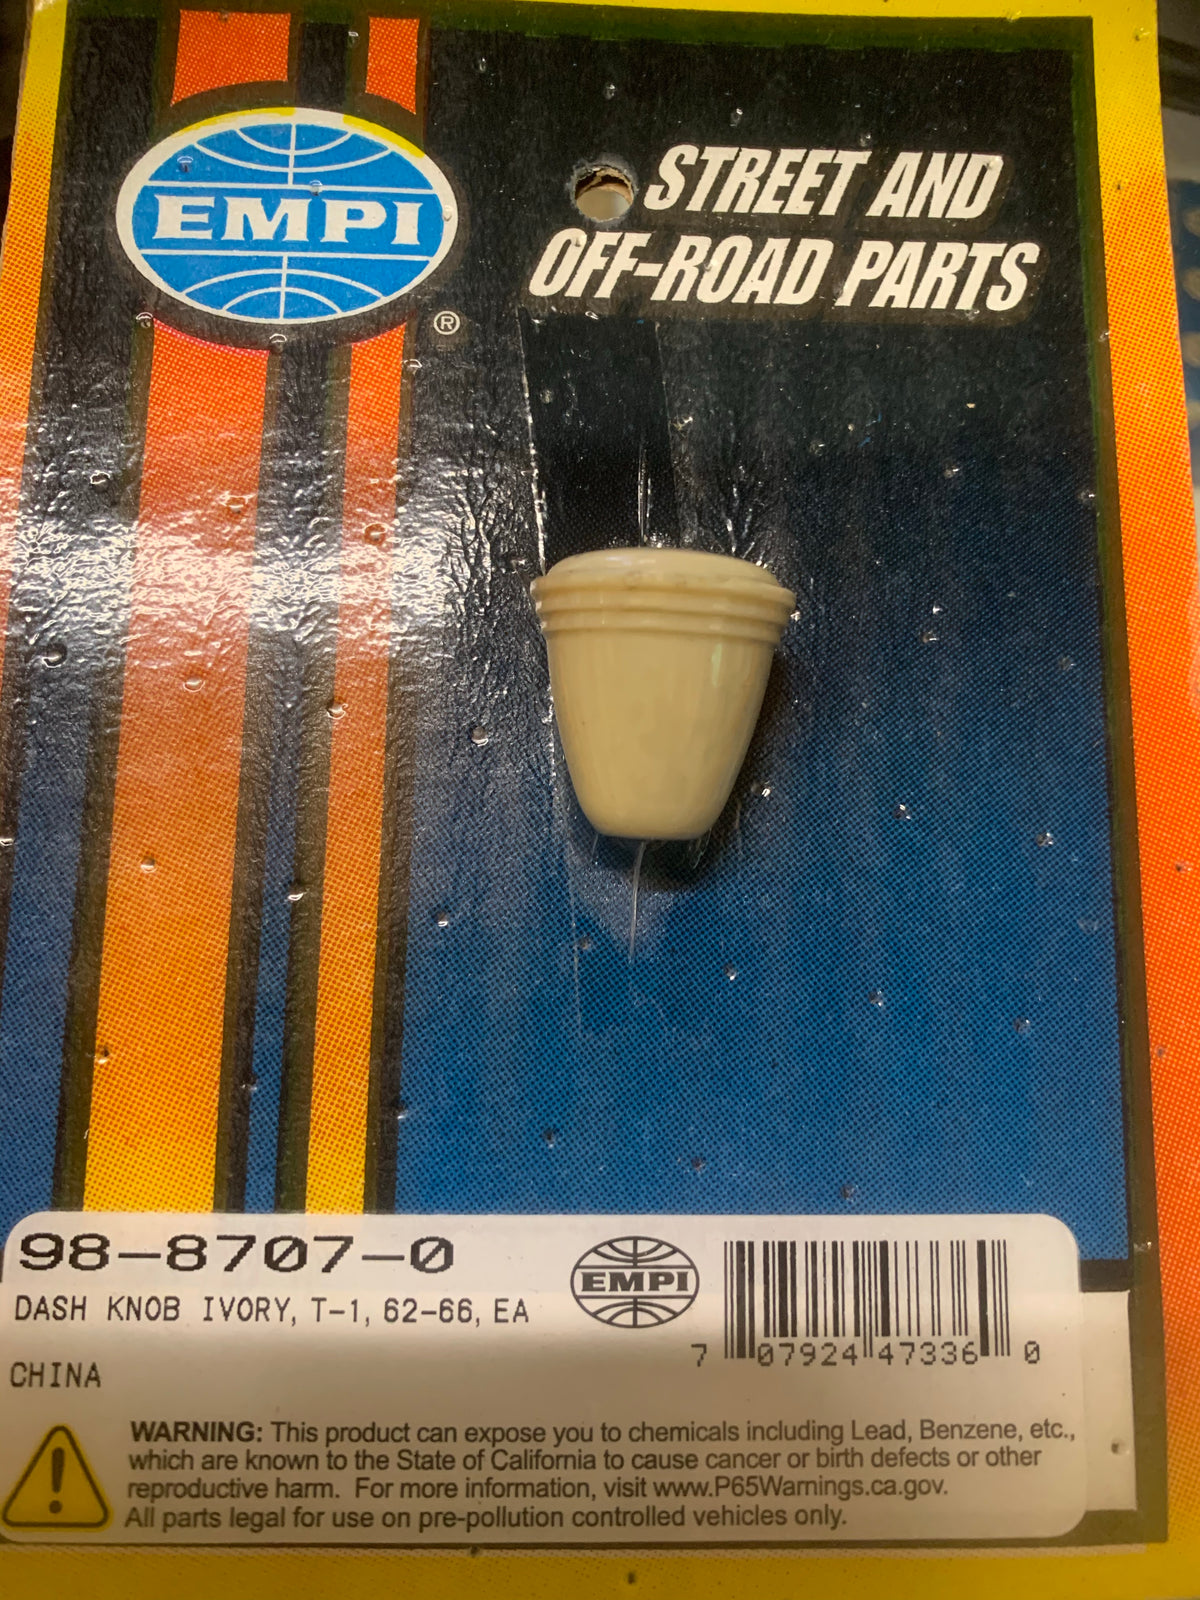 EMPI
®
STREET AND
OFF-ROAD PARTS
98-8707-0
DASH KNOB IVORY, T-1, 62-66, EA
CHINA
EMPI
7 07924 47336 0
WARNING: This product can expose you to chemicals including Lead, Benzene, etc.,
which are known to the State of California to cause cancer or birth defects or other
reproductive harm. For more information, visit www.P65Warnings.ca.gov.
All parts legal for use on pre-pollution controlled vehicles only.